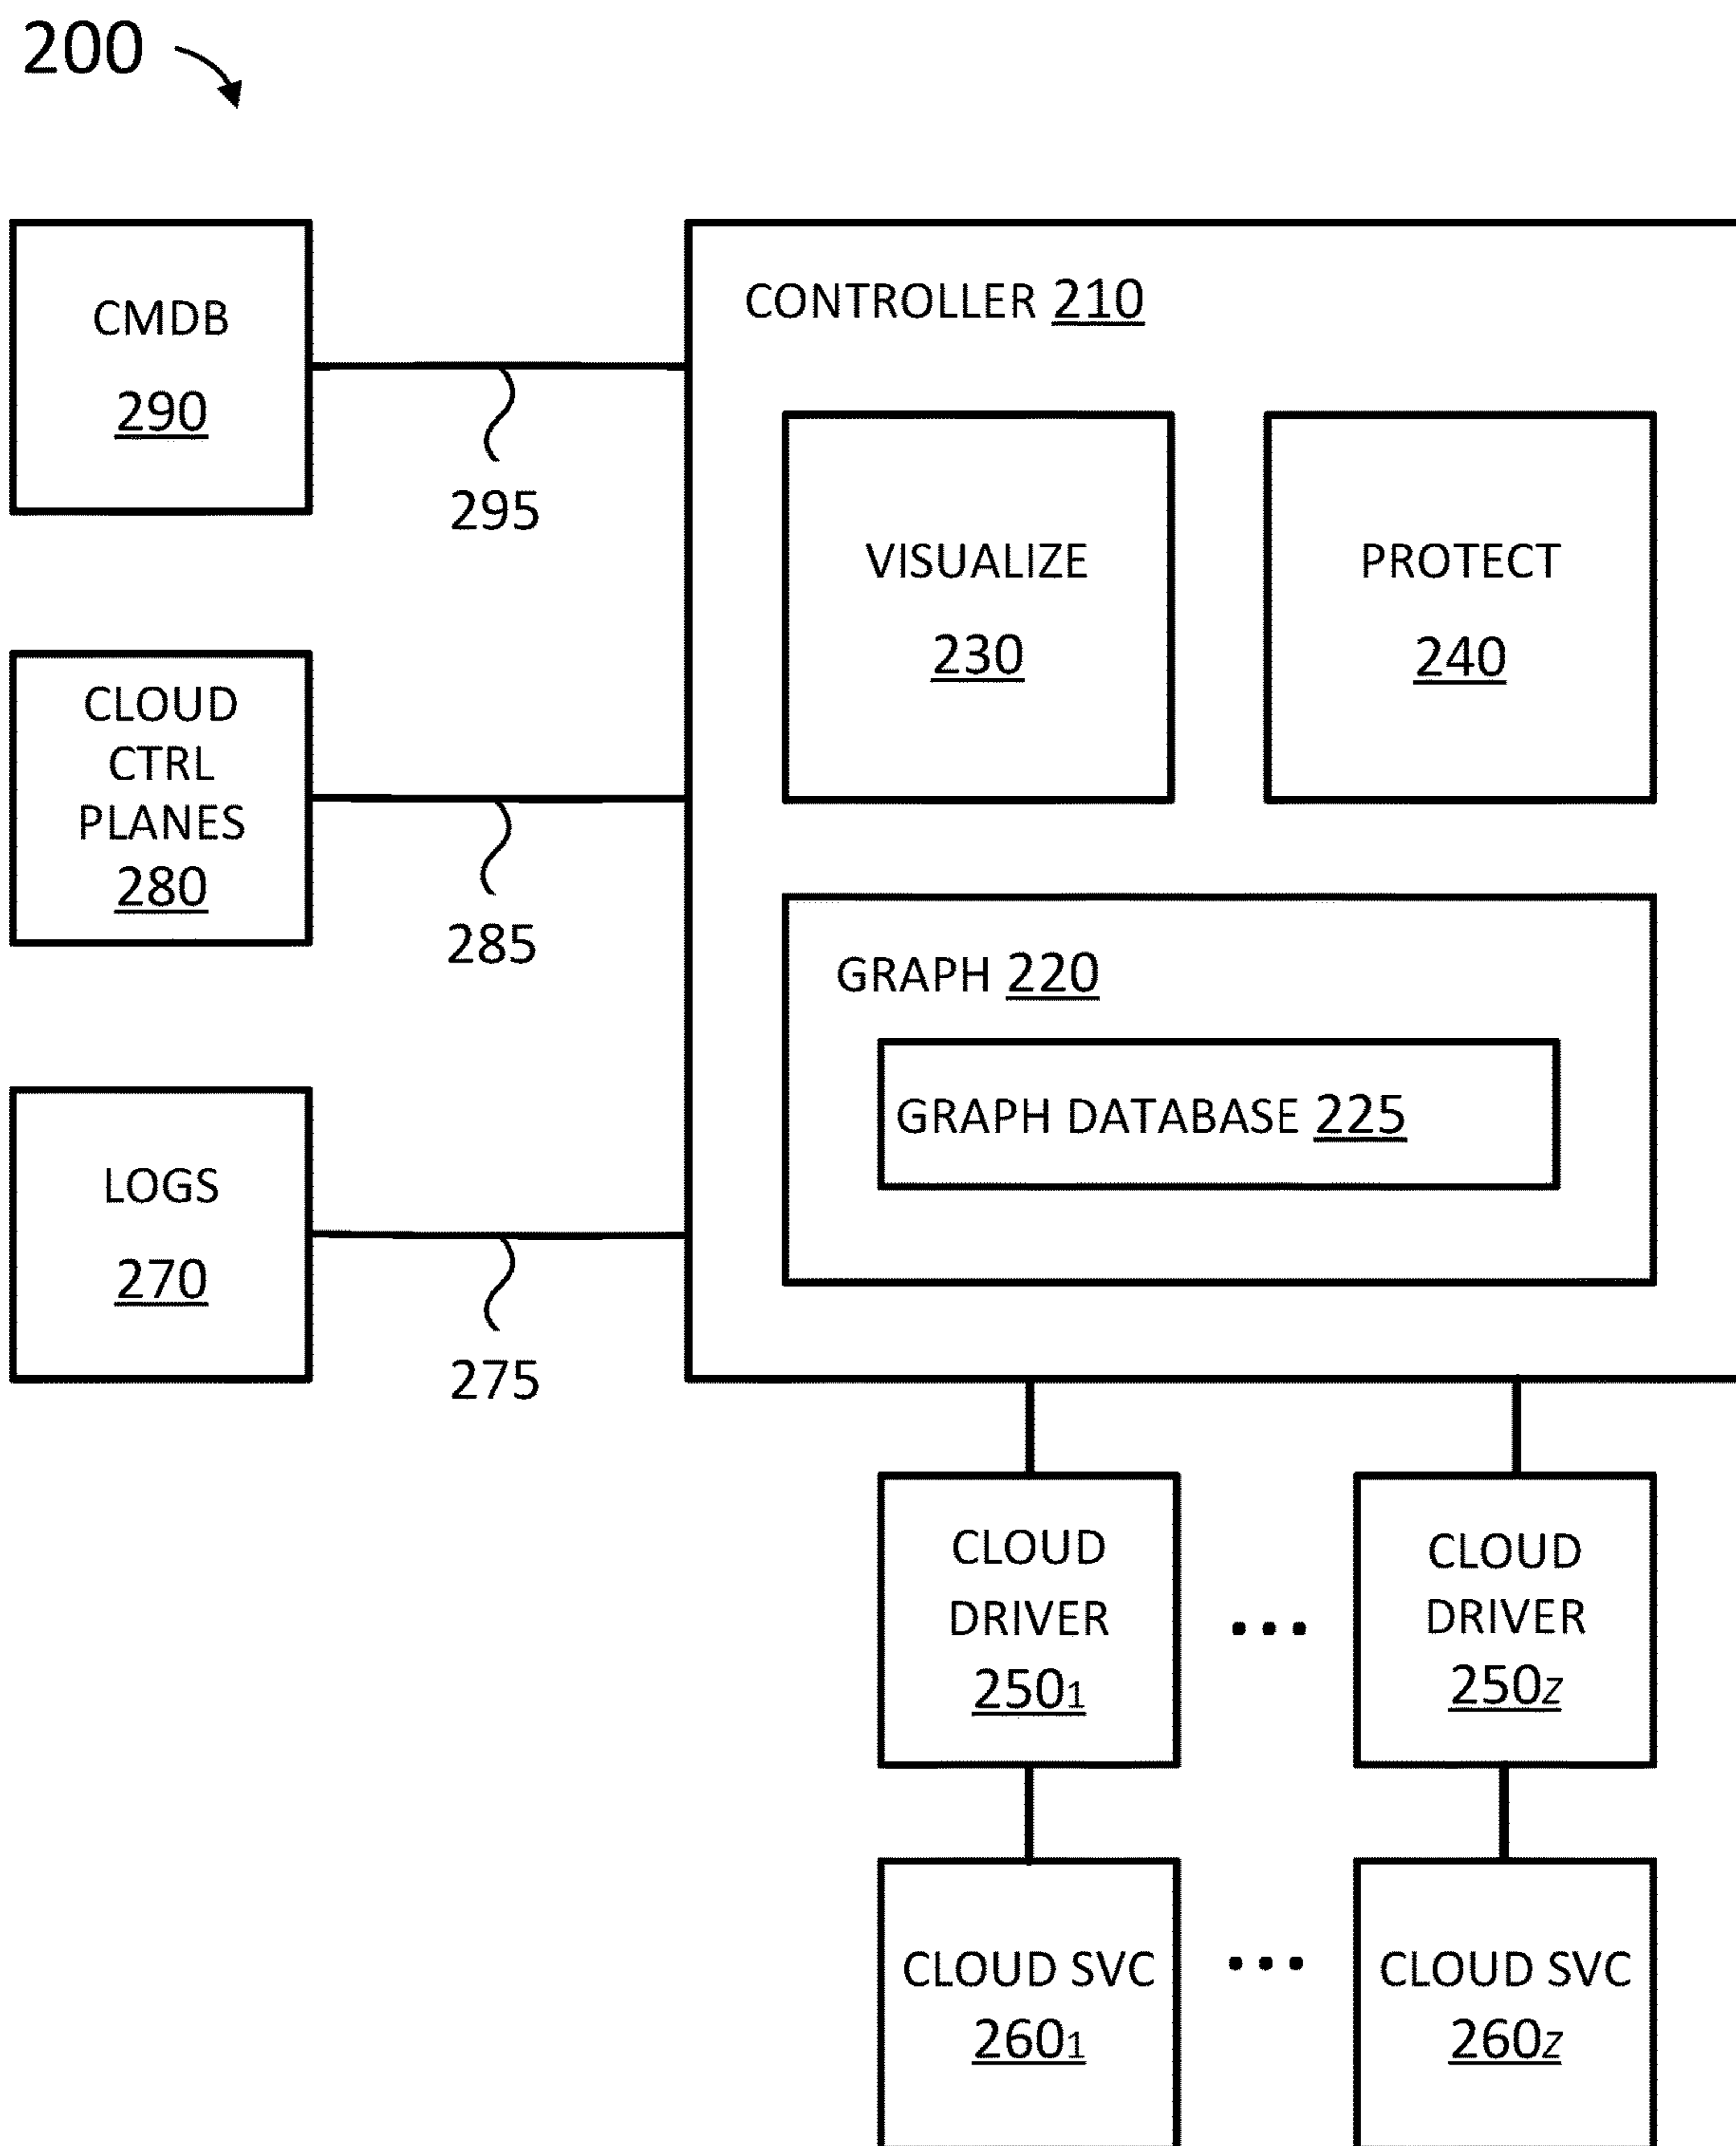 200
CMDB
290
295
CLOUD
CTRL
PLANES
280
285
LOGS
270
275
CONTROLLER 210
VISUALIZE
230
PROTECT
240
GRAPH 220
GRAPH DATABASE 225
CLOUD
DRIVER
2501
...
CLOUD
DRIVER
250Z
CLOUD SVC
2601
...
CLOUD SVC
260Z